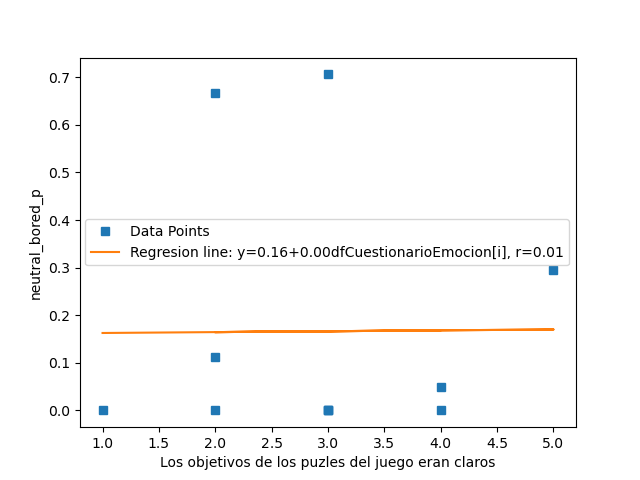 0.7
0.6
0.5
0.4
0.3
0.2
0.1
0.0
neutral_bored_p
Data Points
Regresion line: y=0.16+0.00dfCuestionarioEmocion[i], r=0.01
1.0 1.5 2.0 2.5 3.0 3.5 4.0 4.5 5.0
Los objetivos de los puzles del juego eran claros